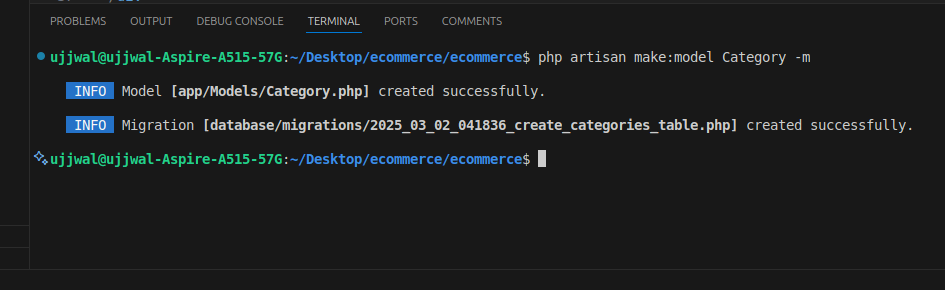 PROBLEMS OUTPUT DEBUG CONSOLE TERMINAL PORTS COMMENTS
ujjwal@ujjwal-Aspire-A515-57G:~/Desktop/ecommerce/ecommerce$ php artisan make:model Category -m
INFO Model [app/Models/Category.php] created successfully.
INFO Migration [database/migrations/2025_03_02_041836_create_categories_table.php] created successfully.
ujjwal@ujjwal-Aspire-A515-57G:~/Desktop/ecommerce/ecommerce$